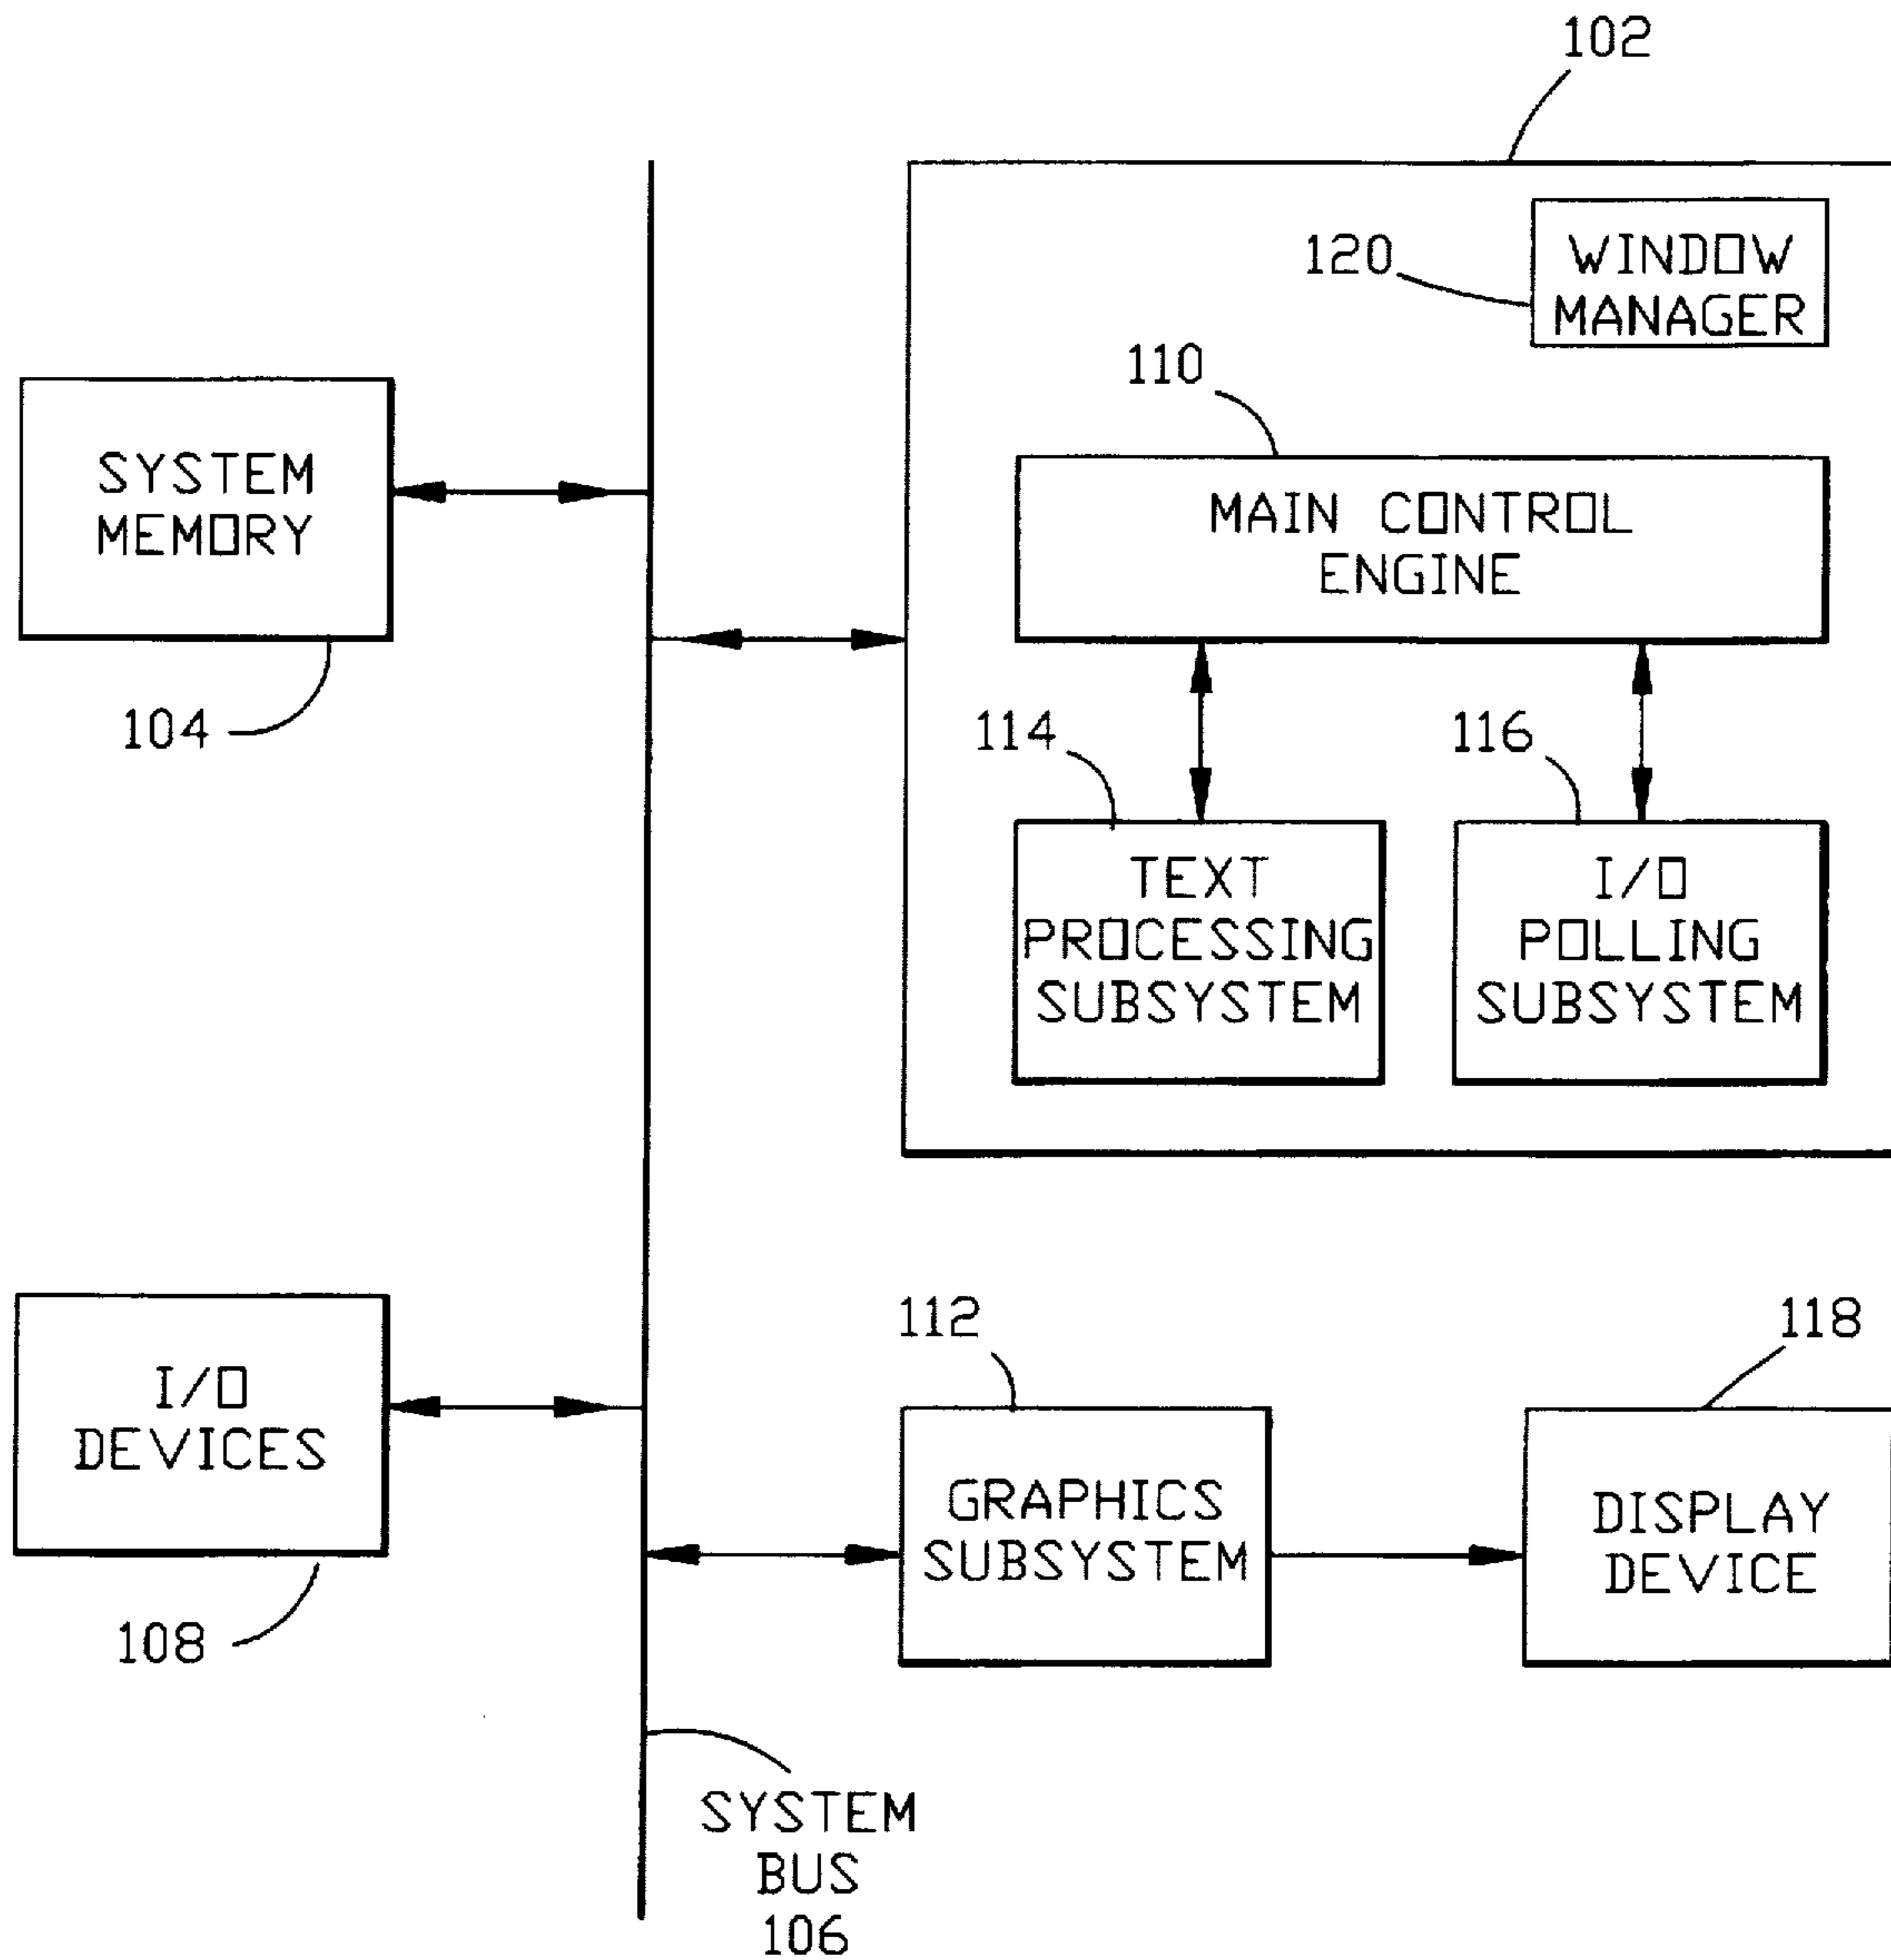 102
120
WINDOW
MANAGER
110
MAIN CONTROL
ENGINE
SYSTEM
MEMORY
104
114
116
TEXT
PROCESSING
SUBSYSTEM
I/O
POLLING
SUBSYSTEM
112
118
I/O
DEVICES
108
GRAPHICS
SUBSYSTEM
DISPLAY
DEVICE
SYSTEM
BUS
106